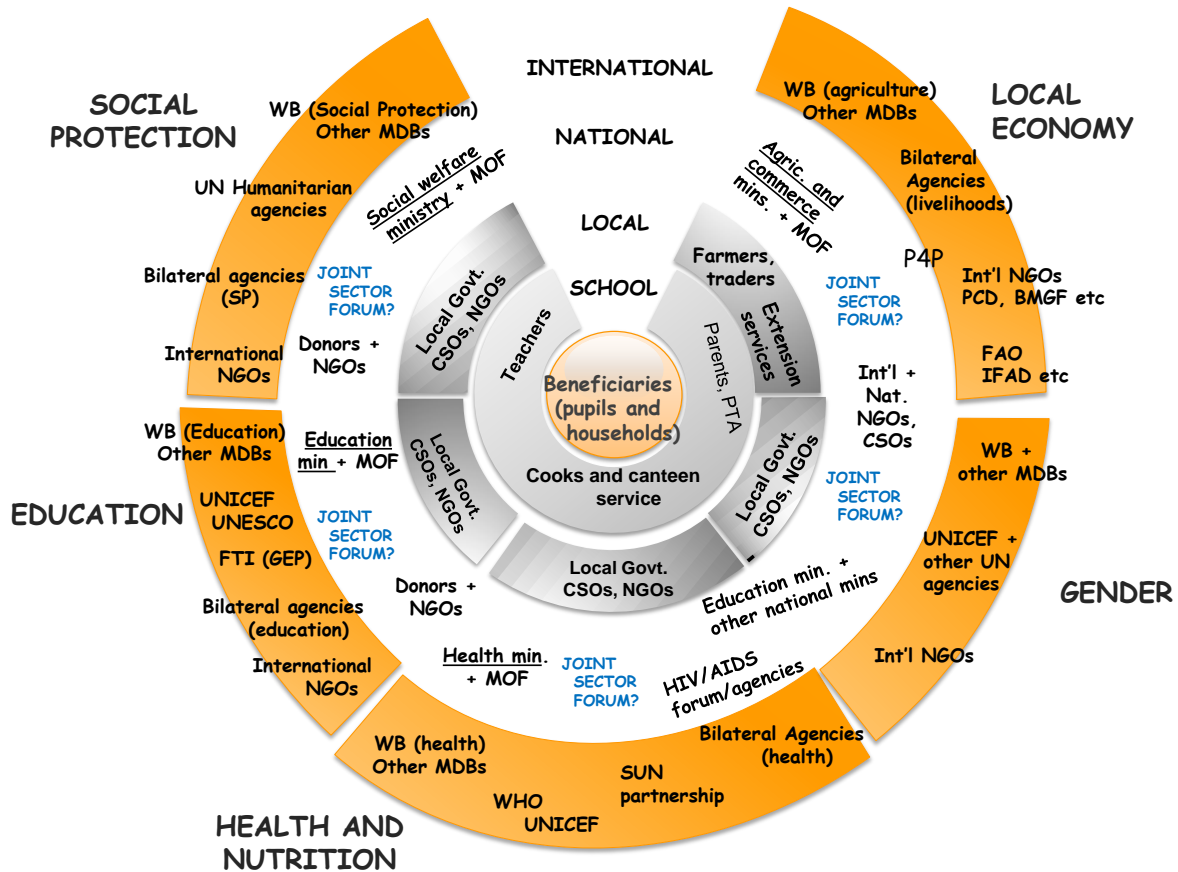 INTERNATIONAL
NATIONAL
LOCAL
SCHOOL
SOCIAL
PROTECTION
WB (Social Protection)
Other MDBs
UN Humanitarian
agencies
Bilateral agencies
(SP)
International
NGOs
Social welfare
ministry + MOF
JOINT
SECTOR
FORUM?
Donors +
NGOs
Local Govt.
CSOs, NGOs
Teachers
LOCAL
ECONOMY
WB (agriculture)
Other MDBs
Bilateral
Agencies
(livelihoods)
P4P
Int'l NGOs
PCD, BMGF etc
FAO
IFAD etc
Agric. and
commerce
mins. + MOF
JOINT
SECTOR
FORUM?
Int'l +
Nat.
NGOs,
CSOs
Farmers,
traders
Extension
services
Parents, PTA
Beneficiaries
(pupils and
households)
Cooks and canteen
service
EDUCATION
WB (Education)
Other MDBs
UNICEF
UNESCO
FTI (GEP)
Bilateral agencies
(education)
International
NGOs
Education
min + MOF
JOINT
SECTOR
FORUM?
Donors +
NGOs
Local Govt.
CSOs, NGOs
GENDER
WB +
other MDBs
UNICEF +
other UN
agencies
Int'l NGOs
JOINT
SECTOR
FORUM?
Education min. +
other national mins
Local Govt.
CSOs, NGOs
HEALTH AND
NUTRITION
WB (health)
Other MDBs
WHO
UNICEF
SUN
partnership
Bilateral Agencies
(health)
Health min.
+ MOF
JOINT
SECTOR
FORUM?
HIV/AIDS
forum/agencies
Local Govt.
CSOs, NGOs